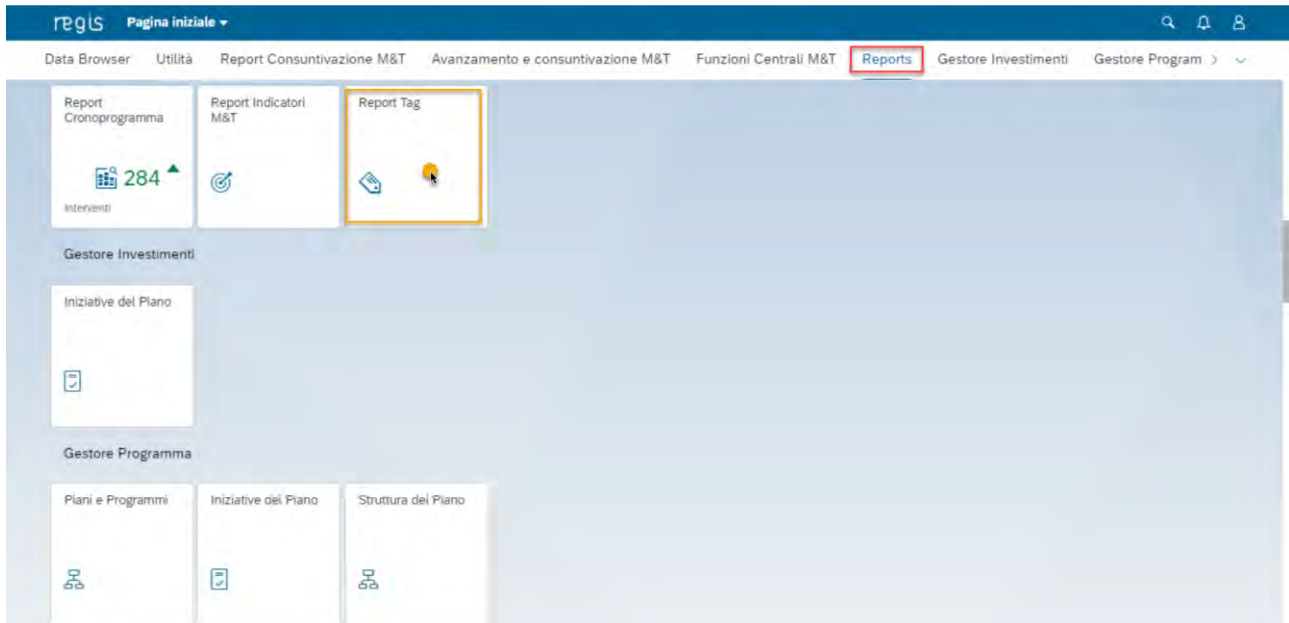 regis Pagina iniziale
Data Browser Utilità Report Consuntivazione M&T Avanzamento e consuntivazione M&T Funzioni Centrali M&T Reports Gestore Investimenti Gestore Program
Report Cronoprogramma
284
Interventi
Report Indicatori M&T
Report Tag
Gestore Investimenti
Iniziative del Piano
Gestore Programma
Piani e Programmi
Iniziative del Piano
Struttura del Piano